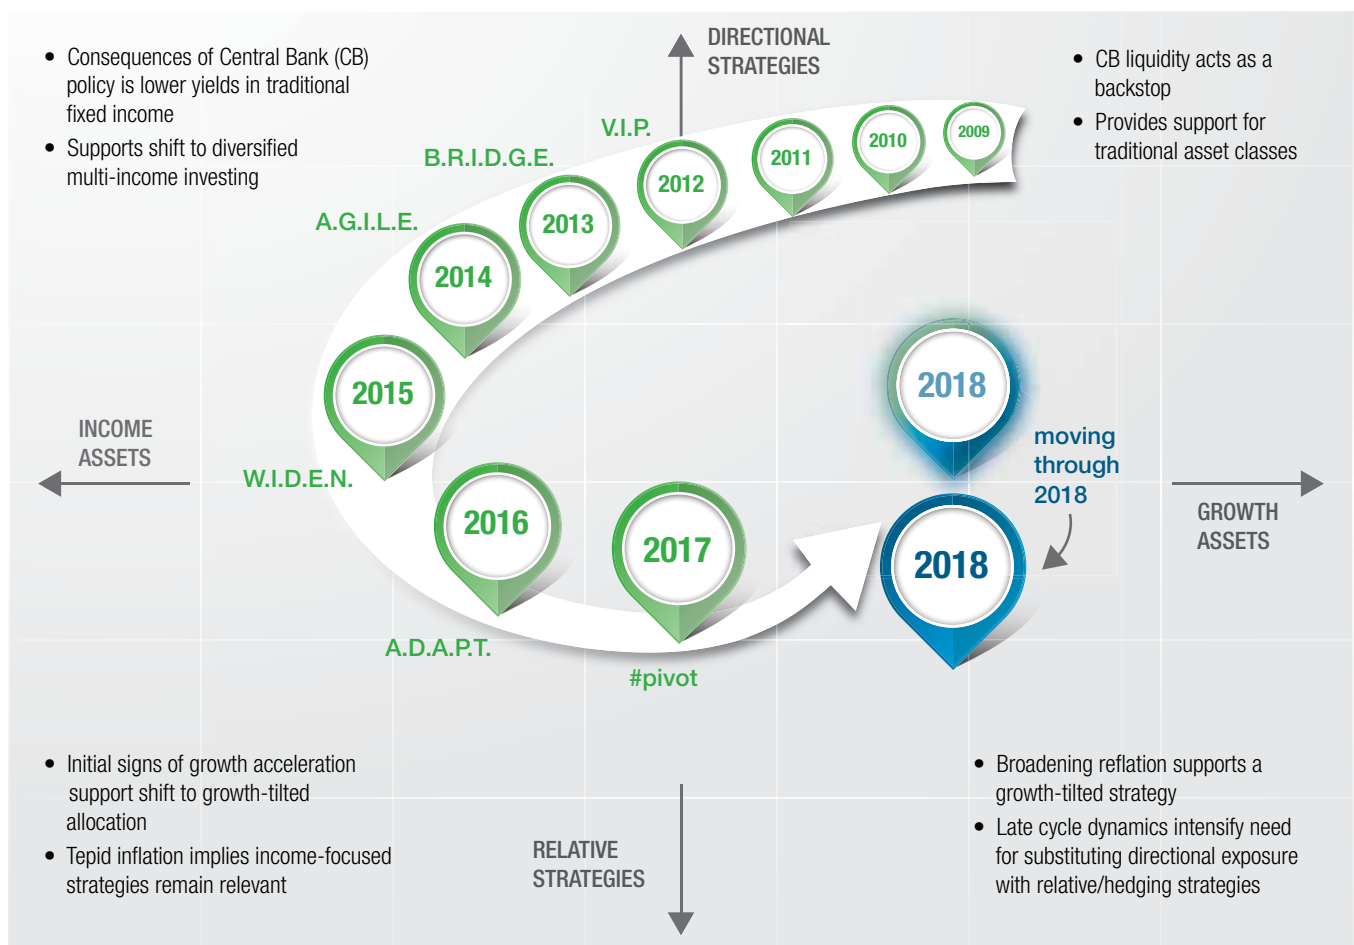 • Consequences of Central Bank (CB)
policy is lower yields in traditional
fixed income
• Supports shift to diversified
multi-income investing
DIRECTIONAL
STRATEGIES
• CB liquidity acts as a
backstop
• Provides support for
traditional asset classes
V.I.P.
B.R.I.D.G.E.
A.G.I.L.E.
2009
2010
2011
2012
2013
2014
2015
W.I.D.E.N.
2016
A.D.A.P.T.
2017
#pivot
2018
moving
through
2018
2018
INCOME
ASSETS
GROWTH
ASSETS
• Initial signs of growth acceleration
support shift to growth-tilted
allocation
• Tepid inflation implies income-focused
strategies remain relevant
RELATIVE
STRATEGIES
• Broadening reflation supports a
growth-tilted strategy
• Late cycle dynamics intensify need
for substituting directional exposure
with relative/hedging strategies